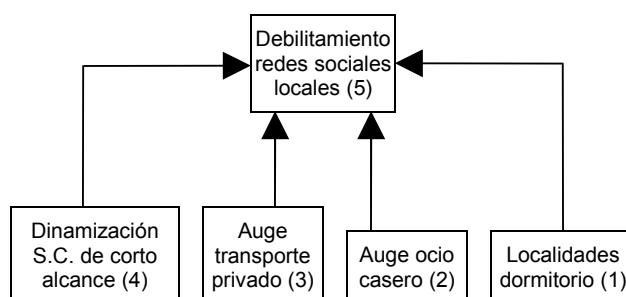 Debilitamiento
redes sociales
locales (5)
Dinamización
S.C. de corto
alcance (4)
Auge
transporte
privado (3)
Auge ocio
casero (2)
Localidades
dormitorio (1)